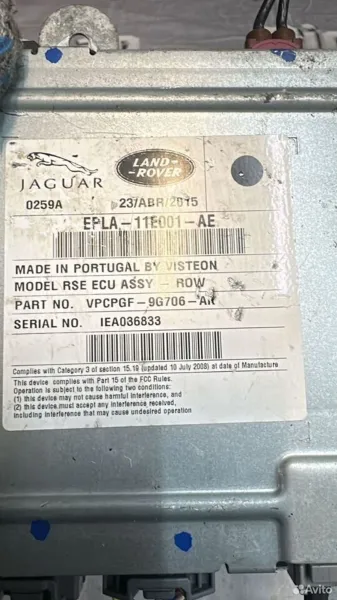 JAGUAR
LAND-
-ROVER
0259A 23/ABR/2015
EPLA-11E001-AE
MADE IN PORTUGAL BY VISTEON
MODEL RSE ECU ASSY - ROW
PART NO. VPCPGF-9G706-AR
SERIAL NO. IEA036833
Complies with Category 3 of section 15.19 (updated 10 July 2008) at date of Manufacture
This device complies with Part 15 of the FCC Rules.
Operation is subject to the following two conditions:
(1) this device may not cause harmful interference, and
(2) this device must accept any interference received,
including interference that may cause undesired operation
Avito